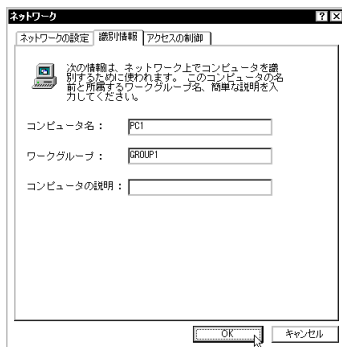 ネットワーク
ネットワークの設定 識別情報 アクセスの制御
次の情報は、ネットワーク上でコンピュータを識
別するために使われます。このコンピュータの名
前と所属するワークグループ名、簡単な説明を入
力してください。
コンピュータ名: PC1
ワークグループ: GROUP1
コンピュータの説明:
OK キャンセル